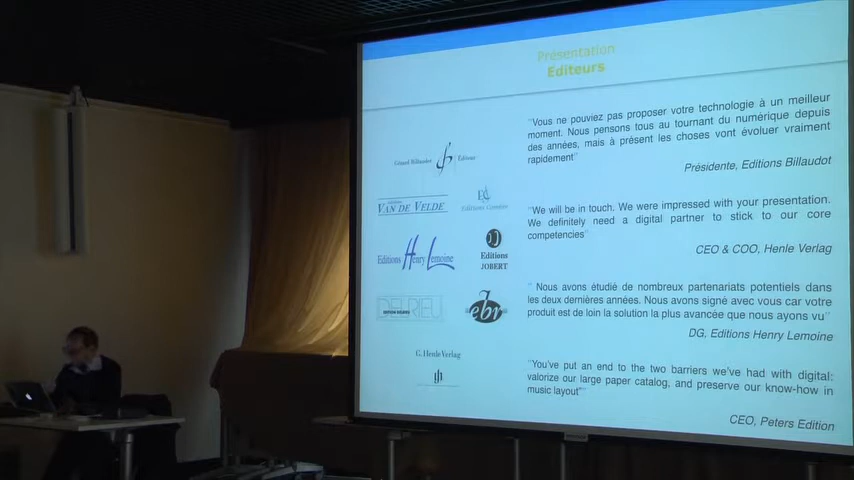 Présentation
Editeurs
Gérard Billaudot Editeur
Editions
VAN DE VELDE
Editions Combre
Editions Henry Lemoine
Editions
JOBERT
DELRIEU
ebr
G. Henle Verlag
"Vous ne pouviez pas proposer votre technologie à un meilleur
moment. Nous pensons tous au tournant du numérique depuis
des années, mais à présent les choses vont évoluer vraiment
rapidement"
Présidente, Editions Billaudot
"We will be in touch. We were impressed with your presentation.
We definitely need a digital partner to stick to our core
competencies"
CEO & COO, Henle Verlag
" Nous avons étudié de nombreux partenariats potentiels dans
les deux dernières années. Nous avons signé avec vous car votre
produit est de loin la solution la plus avancée que nous ayons vu"
DG, Editions Henry Lemoine
"You've put an end to the two barriers we've had with digital:
valorize our large paper catalog, and preserve our know-how in
music layout"
CEO, Peters Edition